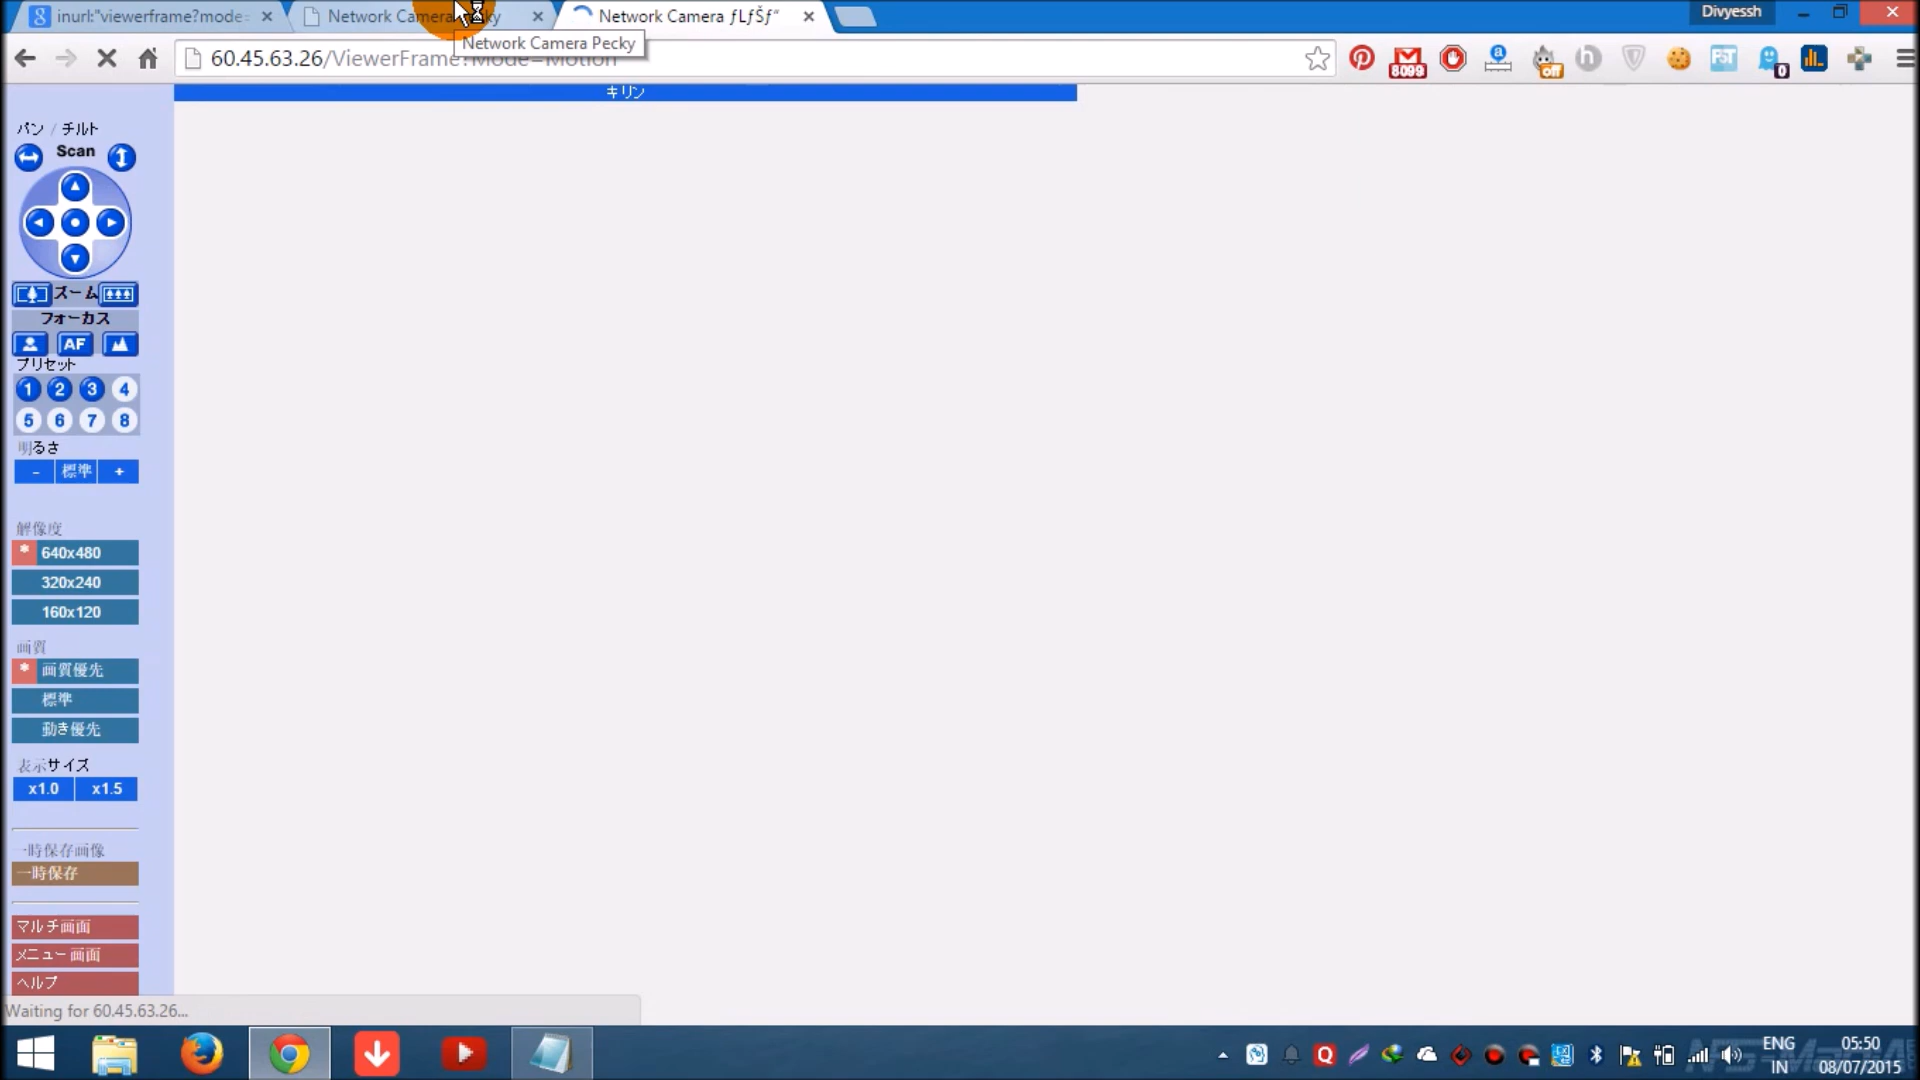 inurl:"viewerframe?mode=
Network Camera
Network Camera ƒLƒŠƒ“
Divyessh
Network Camera Pecky
60.45.63.26/ViewerFrame?Mode=Motion
8099
off
0
キリン
パン / チルト
Scan
ズーム
フォーカス
AF
プリセット
1 2 3 4
5 6 7 8
明るさ
- 標準 +
解像度
* 640x480
320x240
160x120
画質
* 画質優先
標準
動き優先
表示サイズ
x1.0 x1.5
一時保存画像
一時保存
マルチ画面
メニュー画面
ヘルプ
Waiting for 60.45.63.26...
ENG
IN
05:50
08/07/2015